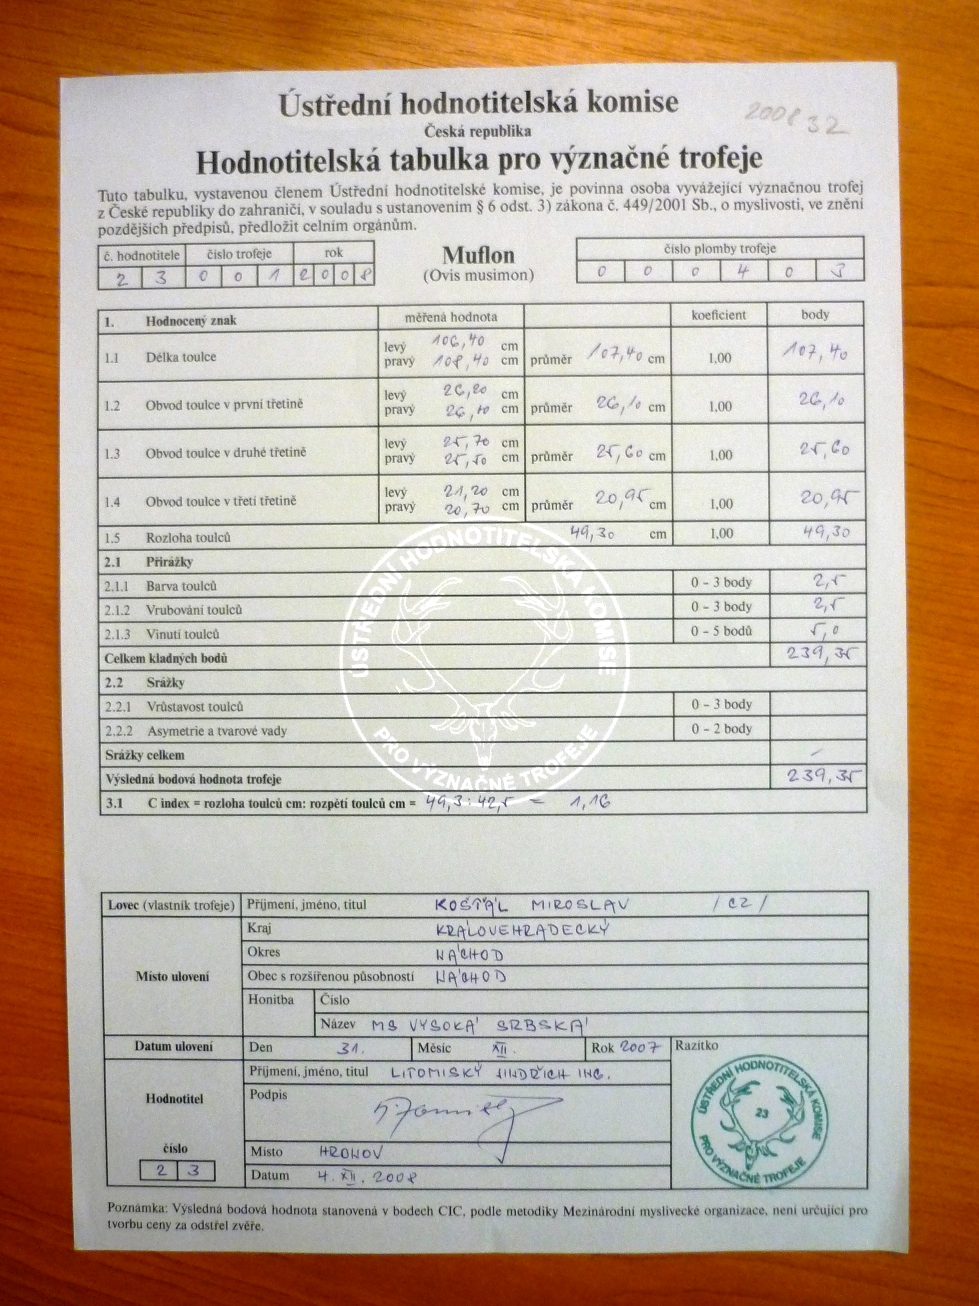 Ústřední hodnotitelská komise
2008 32
Česká republika
Hodnotitelská tabulka pro význačné trofeje
Tuto tabulku, vystavenou členem Ústřední hodnotitelské komise, je povinna osoba vyvážející význačnou trofej
z České republiky do zahraničí, v souladu s ustanovením § 6 odst. 3) zákona č. 449/2001 Sb., o myslivosti, ve znění
pozdějších předpisů, předložit celním orgánům.
č. hodnotitele číslo trofeje rok
2 3 0 0 1 2 0 0 8
Muflon
(Ovis musimon)
číslo plomby trofeje
0 0 0 4 0 3
1. Hodnocený znak měřená hodnota koeficient body
1.1 Délka toulce levý 106,40 cm pravý 108,40 cm průměr 107,40 cm 1,00 107,40
1.2 Obvod toulce v první třetině levý 26,20 cm pravý 26,10 cm průměr 26,10 cm 1,00 26,10
1.3 Obvod toulce v druhé třetině levý 25,70 cm pravý 25,50 cm průměr 25,60 cm 1,00 25,60
1.4 Obvod toulce v třetí třetině levý 21,20 cm pravý 20,70 cm průměr 20,95 cm 1,00 20,95
1.5 Rozloha toulců 49,30 cm 1,00 49,30
2.1 Přirážky
2.1.1 Barva toulců 0 – 3 body 2,5
2.1.2 Vrubování toulců 0 – 3 body 2,5
2.1.3 Vinutí toulců 0 – 5 bodů 5,0
Celkem kladných bodů 239,35
2.2 Srážky
2.2.1 Vrůstavost toulců 0 – 3 body
2.2.2 Asymetrie a tvarové vady 0 – 2 body
Srážky celkem –
Výsledná bodová hodnota trofeje 239,35
3.1 C index = rozloha toulců cm: rozpětí toulců cm = 49,3 : 42,5 = 1,16
ÚSTŘEDNÍ HODNOTITELSKÁ KOMISE
PRO VÝZNAČNÉ TROFEJE
Lovec (vlastník trofeje) Příjmení, jméno, titul KOŠŤÁL MIROSLAV /CZ/
Místo ulovení
Kraj KRÁLOVEHRADECKÝ
Okres NÁCHOD
Obec s rozšířenou působností NÁCHOD
Honitba Číslo
Název MS VYSOKÁ SRBSKÁ
Datum ulovení Den 31. Měsíc XII. Rok 2007 Razítko
Hodnotitel
Příjmení, jméno, titul LITOMISKÝ JINDŘICH ING.
Podpis
číslo
2 3
Místo HRONOV
Datum 4. XII. 2008
ÚSTŘEDNÍ HODNOTITELSKÁ KOMISE
23
PRO VÝZNAČNÉ TROFEJE
Poznámka: Výsledná bodová hodnota stanovená v bodech CIC, podle metodiky Mezinárodní myslivecké organizace, není určující pro
tvorbu ceny za odstřel zvěře.